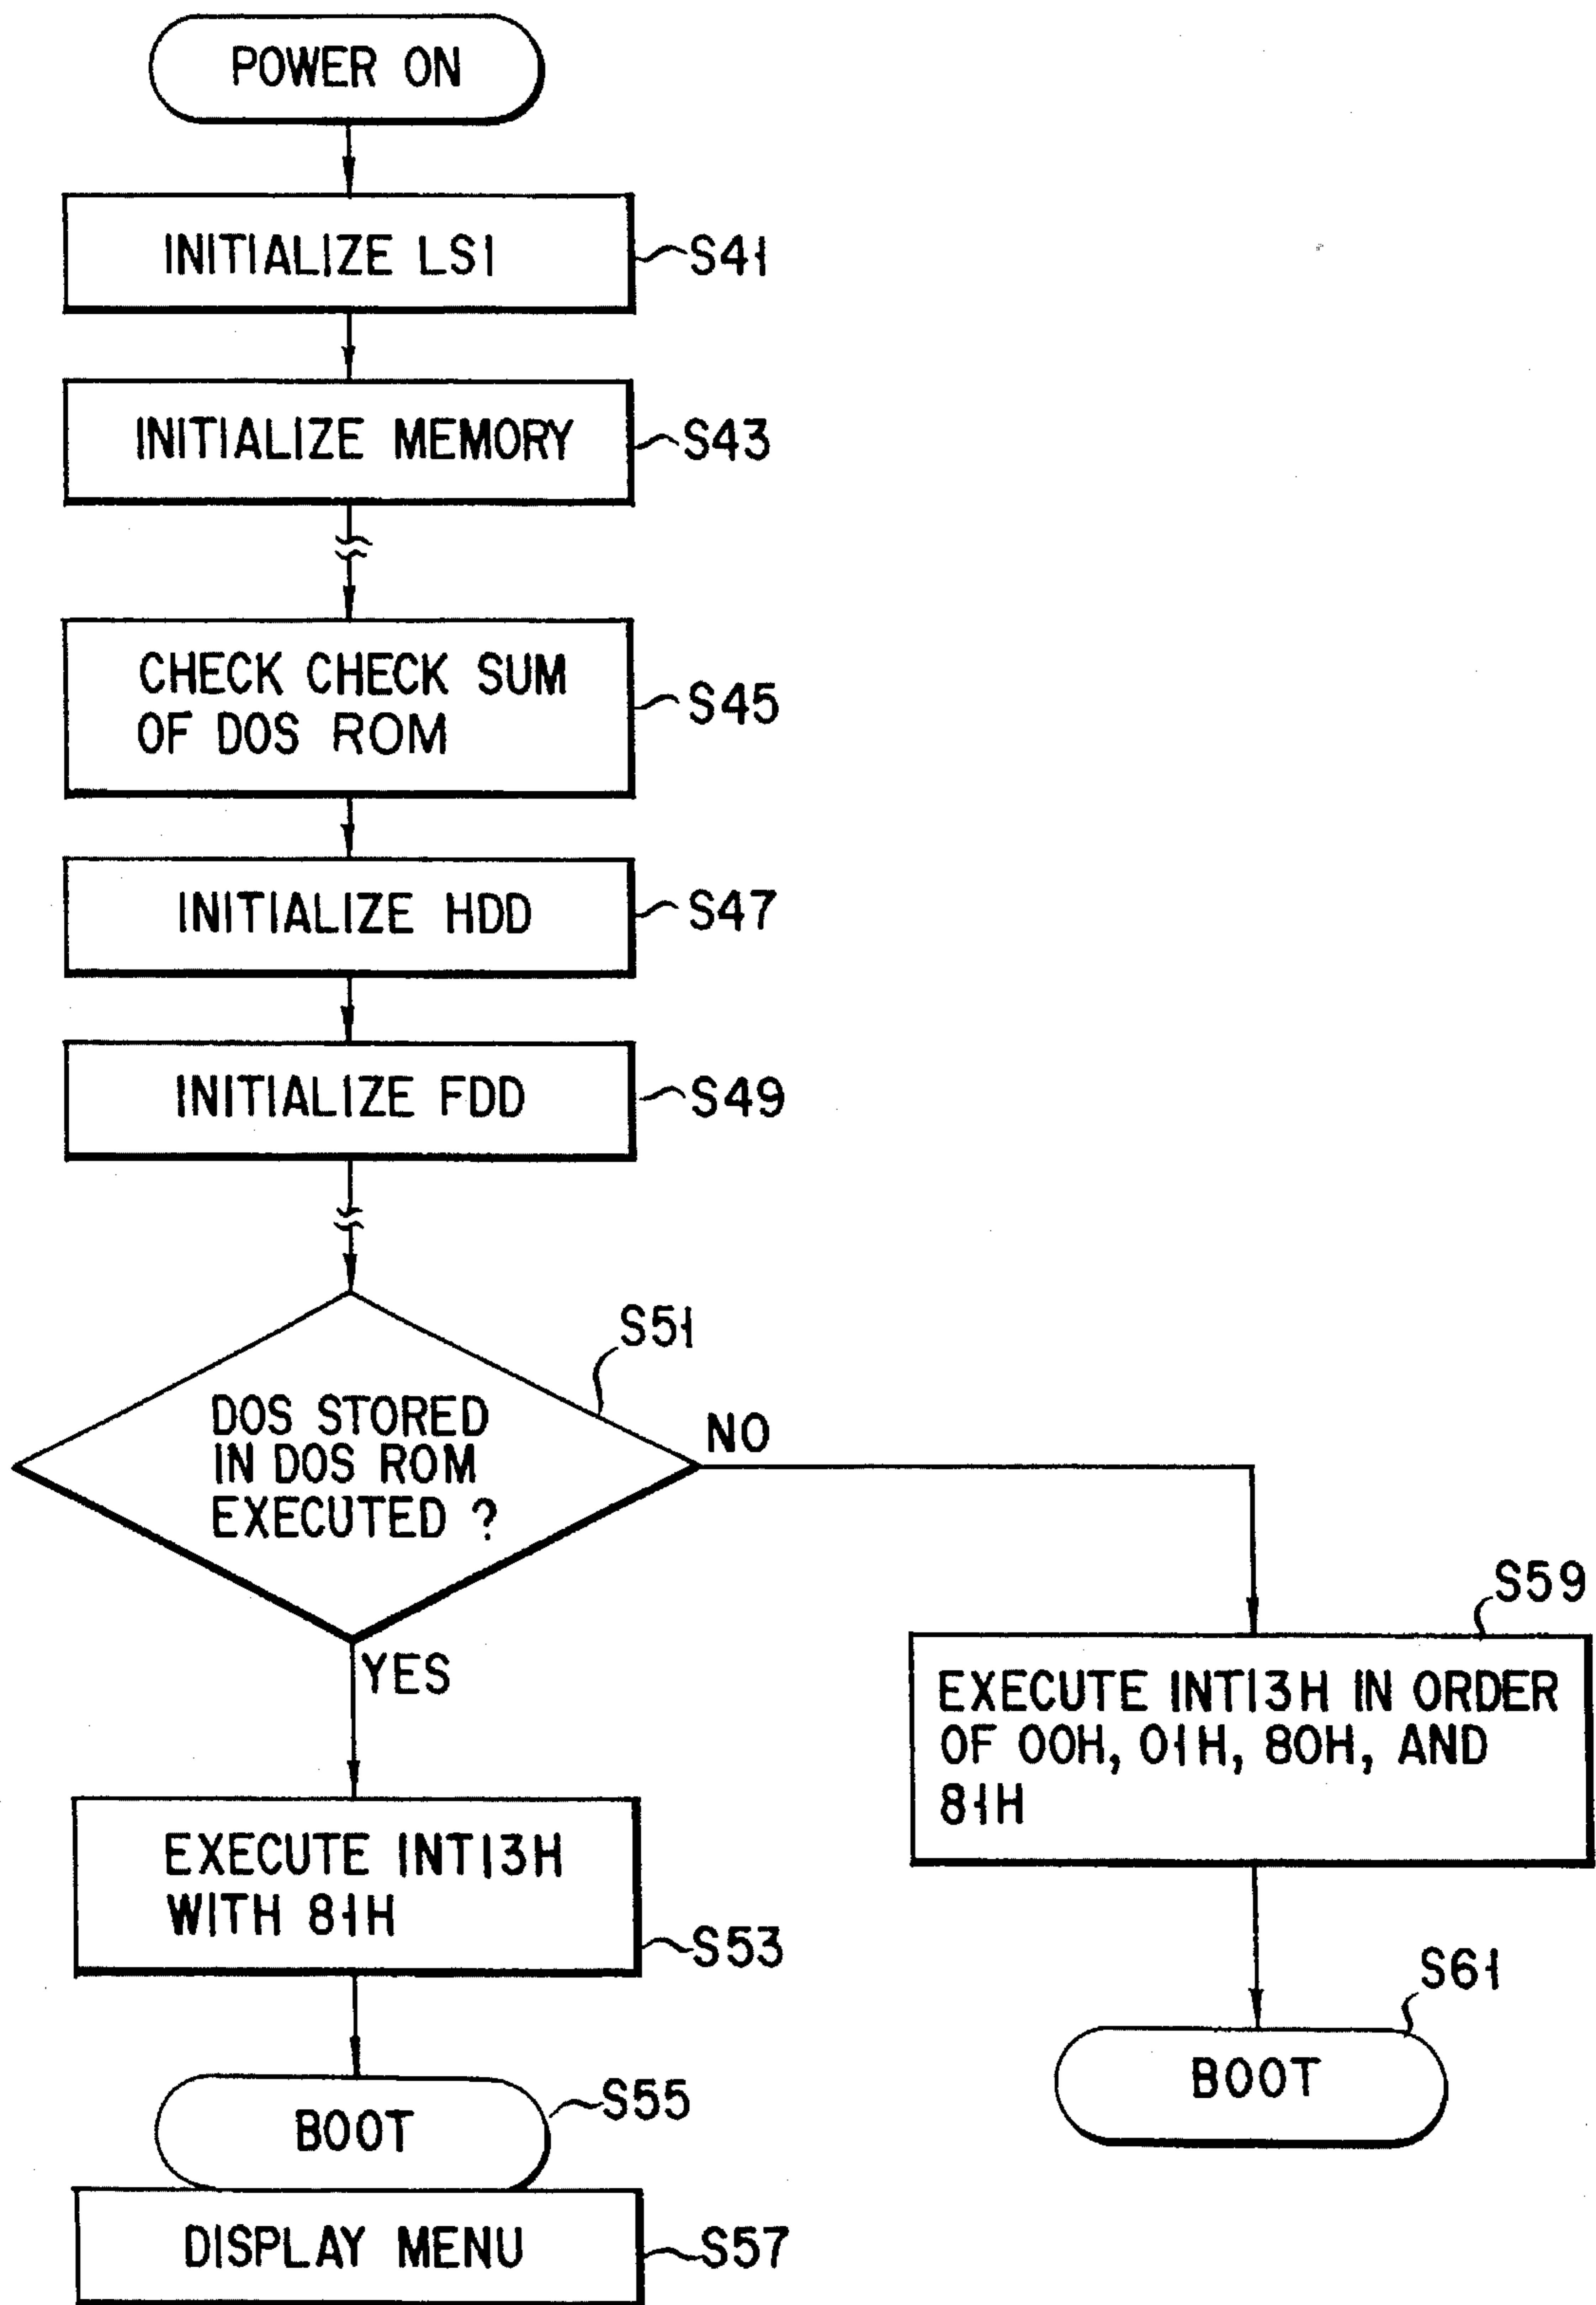 POWER ON
INITIALIZE LSI
S41
INITIALIZE MEMORY
S43
CHECK CHECK SUM
OF DOS ROM
S45
INITIALIZE HDD
S47
INITIALIZE FDD
S49
S51
DOS STORED
IN DOS ROM
EXECUTED ?
NO
YES
S59
EXECUTE INT13H IN ORDER
OF 00H, 01H, 80H, AND
81H
EXECUTE INT13H
WITH 81H
S53
S61
BOOT
BOOT
S55
DISPLAY MENU
S57